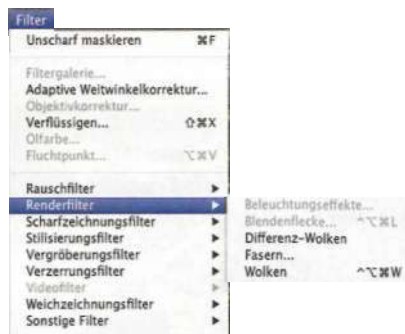 Filter
Unscharf maskieren ⌘F
Filtergalerie...
Adaptive Weitwinkelkorrektur...
Objektivkorrektur...
Verflüssigen... ⇧⌘X
Ölfarbe...
Fluchtpunkt... ⌥⌘V
Rauschfilter ▶
Renderfilter ▶
Scharfzeichnungsfilter ▶
Stilisierungsfilter ▶
Vergröberungsfilter ▶
Verzerrungsfilter ▶
Videofilter ▶
Weichzeichnungsfilter ▶
Sonstige Filter ▶
Beleuchtungseffekte...
Blendenflecke... ^⌥⌘L
Differenz-Wolken
Fasern...
Wolken ^⌥⌘W